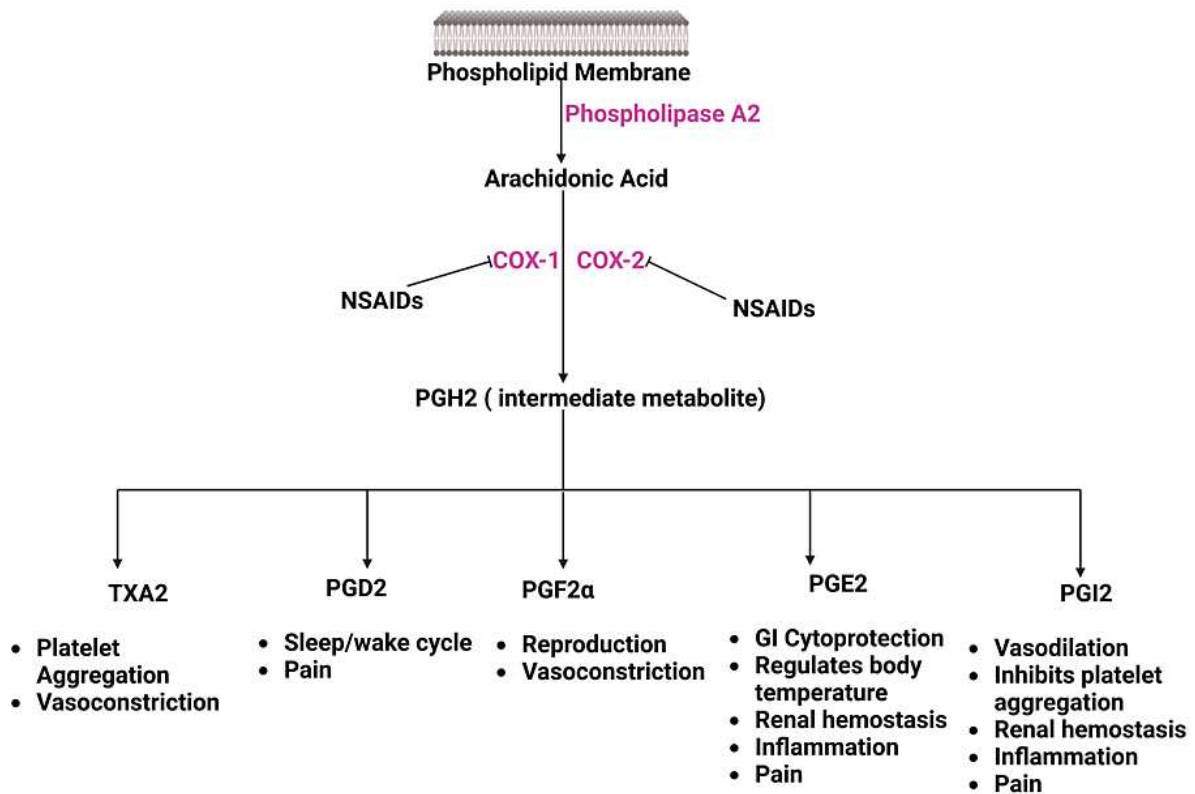 Phospholipid Membrane
Phospholipase A2
Arachidonic Acid
COX-1 COX-2
NSAIDs
NSAIDs
PGH2 ( intermediate metabolite)
TXA2
• Platelet
Aggregation
• Vasoconstriction
PGD2
• Sleep/wake cycle
• Pain
PGF2α
• Reproduction
• Vasoconstriction
PGE2
• GI Cytoprotection
• Regulates body
temperature
• Renal hemostasis
• Inflammation
• Pain
PGI2
• Vasodilation
• Inhibits platelet
aggregation
• Renal hemostasis
• Inflammation
• Pain